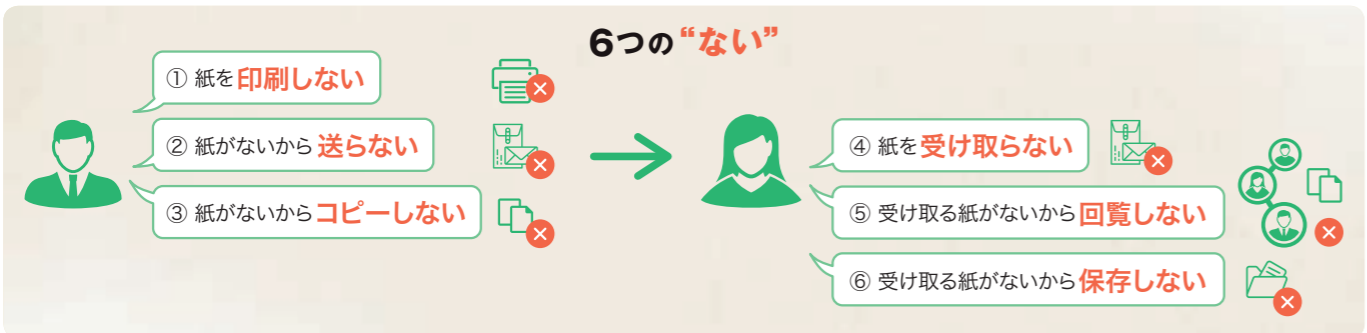 6つの“ない”
① 紙を印刷しない
② 紙がないから送らない
③ 紙がないからコピーしない
④ 紙を受け取らない
⑤ 受け取る紙がないから回覧しない
⑥ 受け取る紙がないから保存しない